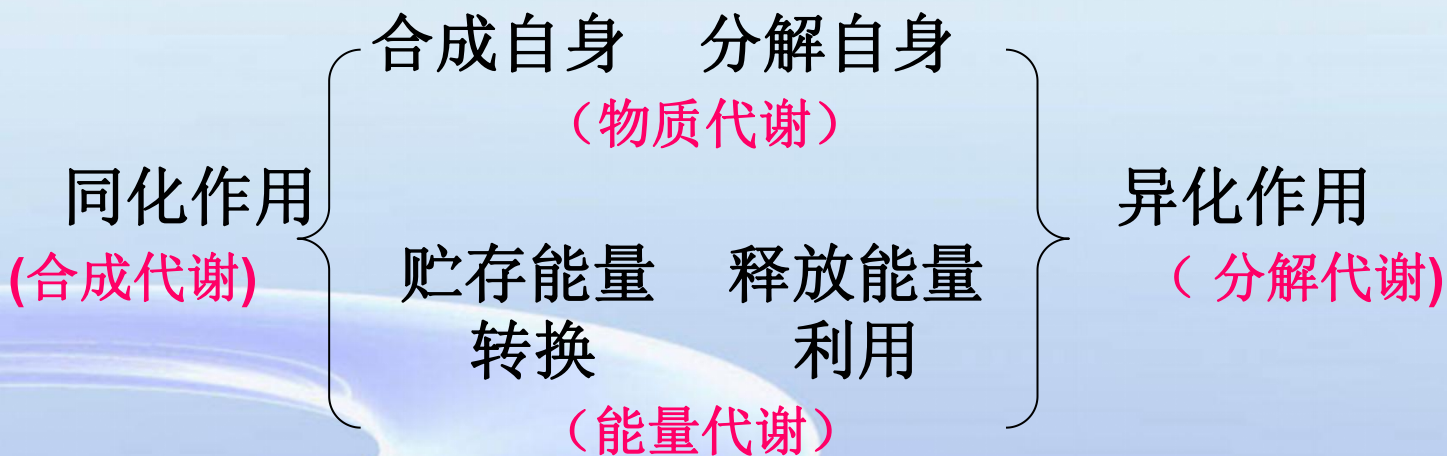 合成自身 分解自身
（物质代谢）
同化作用 异化作用
(合成代谢) 贮存能量 释放能量 （ 分解代谢)
转换 利用
（能量代谢）